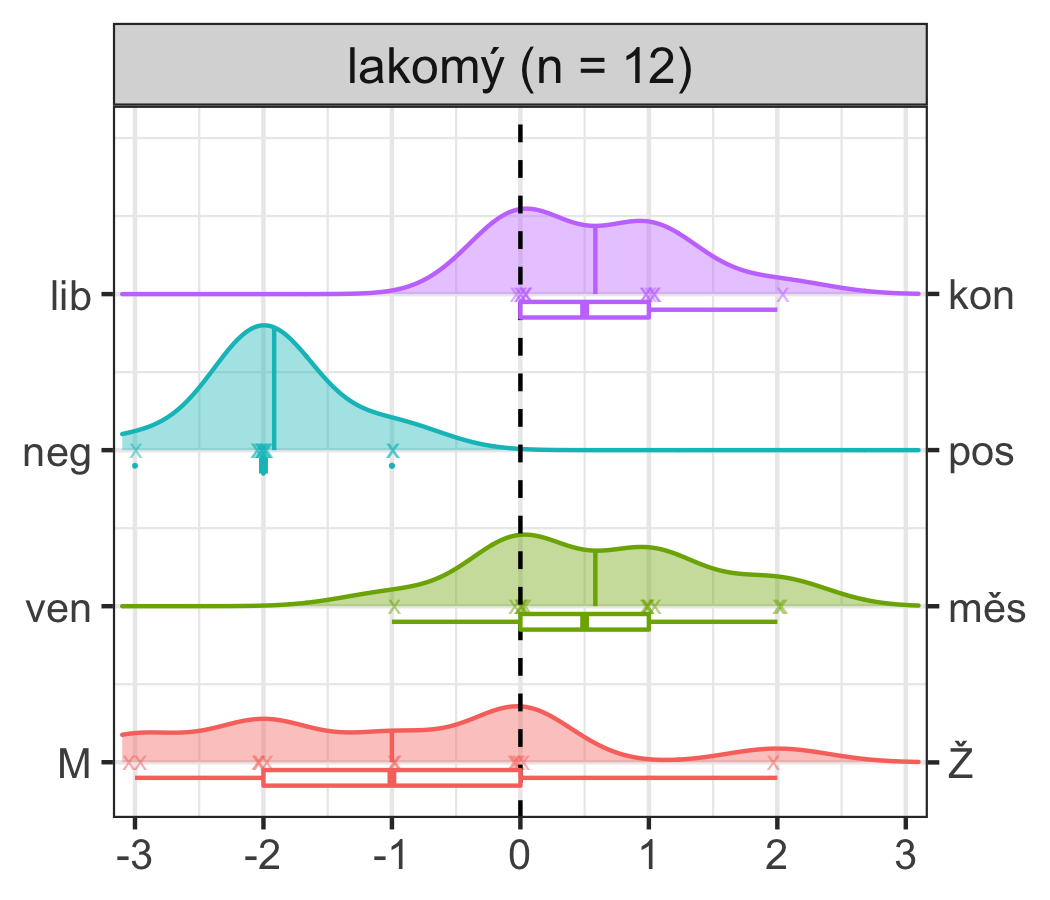 lakomý (n = 12)
lib kon
neg pos
ven měs
M Ž
-3 -2 -1 0 1 2 3